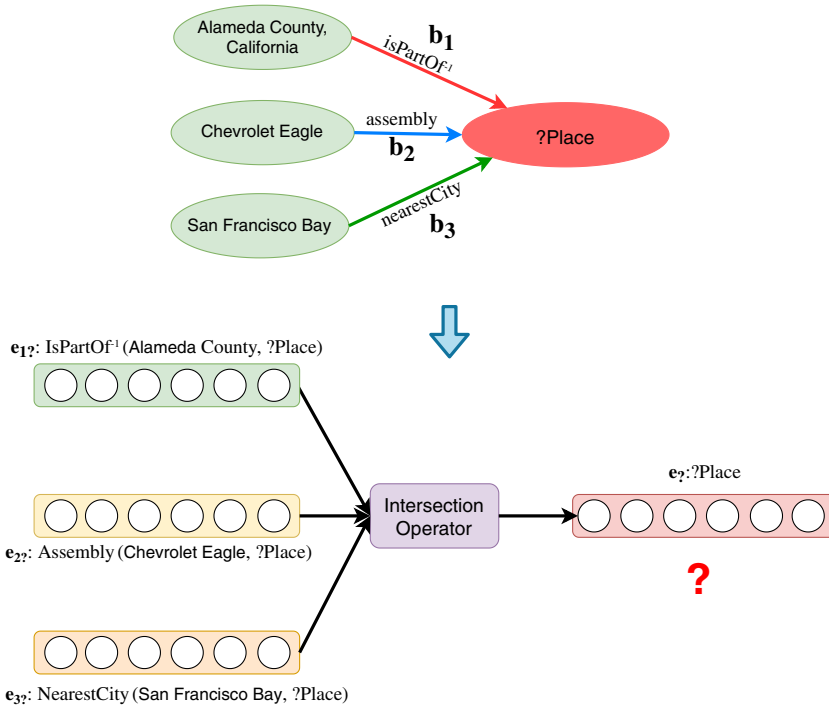 Alameda County,
California
b1
isPartOf-1
Chevrolet Eagle
assembly
b2
?Place
San Francisco Bay
nearestCity
b3
e1?: IsPartOf-1(Alameda County, ?Place)
e?:?Place
Intersection
Operator
e2?: Assembly(Chevrolet Eagle, ?Place)
?
e3?: NearestCity(San Francisco Bay, ?Place)